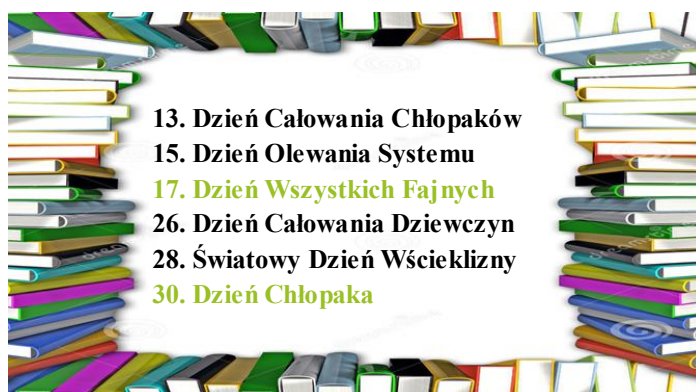 13. Dzień Całowania Chłopaków
15. Dzień Olewania Systemu
17. Dzień Wszystkich Fajnych
26. Dzień Całowania Dziewczyn
28. Światowy Dzień Wścieklizny
30. Dzień Chłopaka